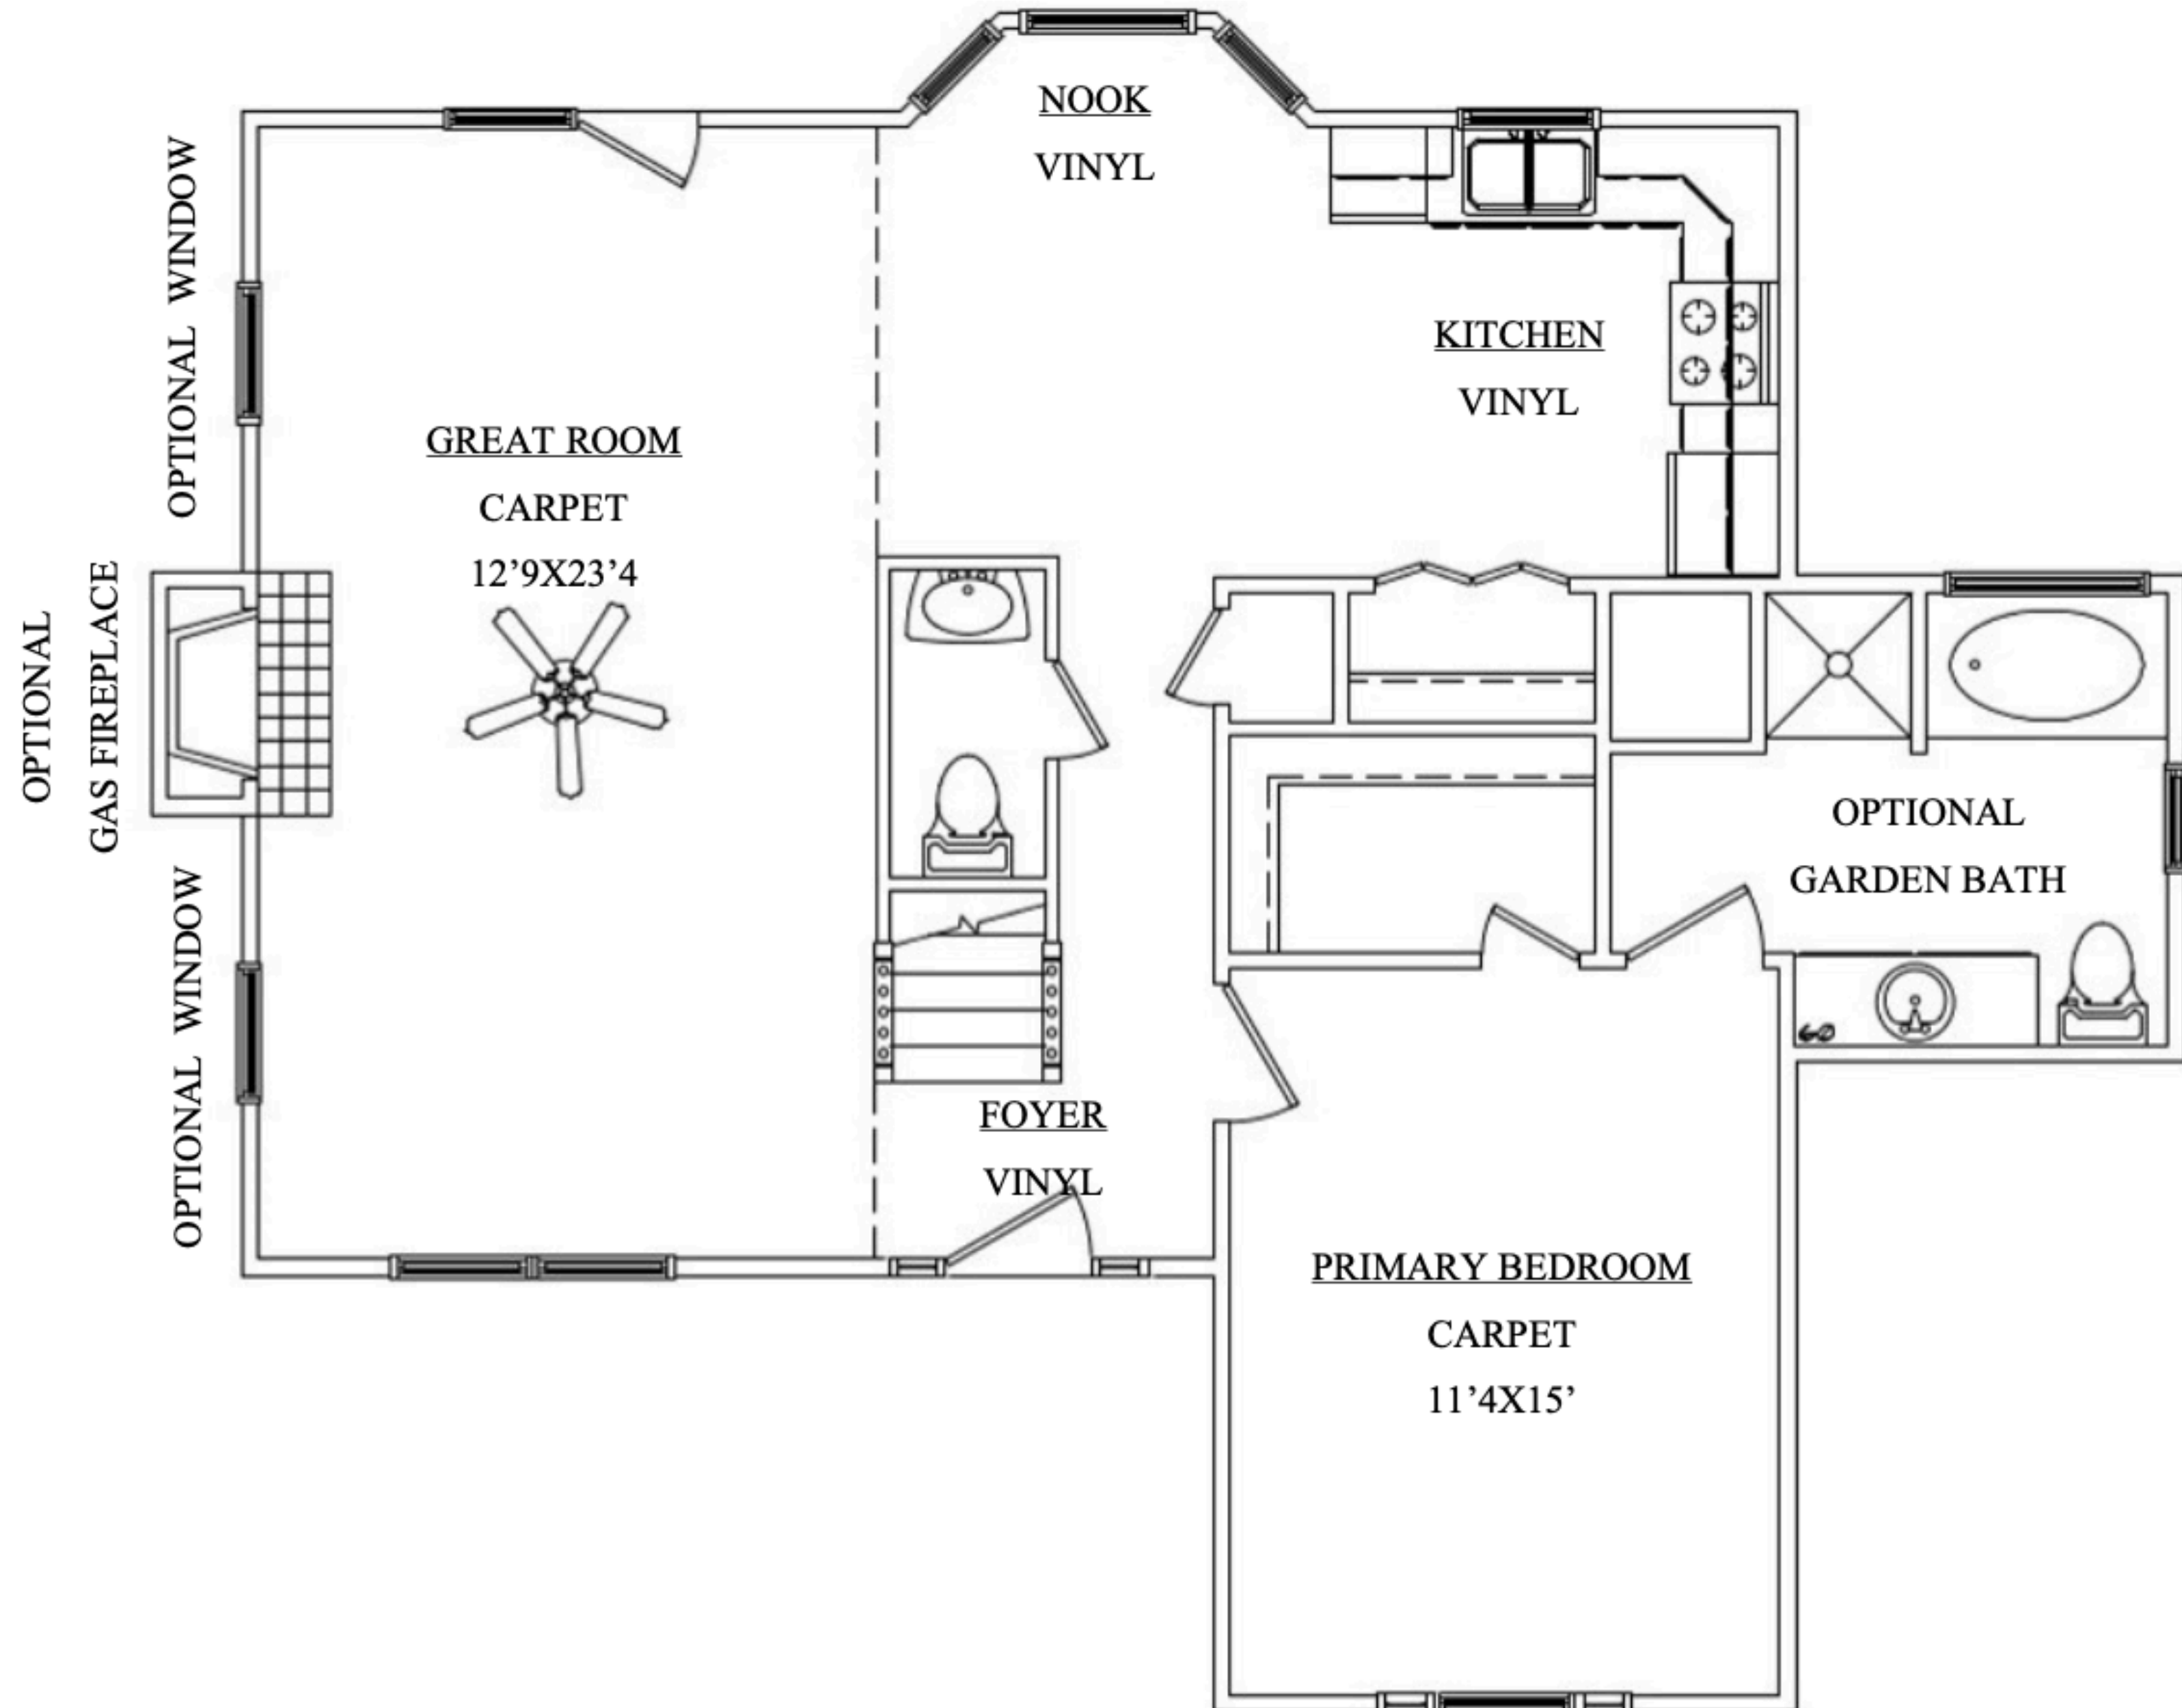 NOOK
VINYL
OPTIONAL WINDOW
KITCHEN
VINYL
GREAT ROOM
CARPET
12’9X23’4
OPTIONAL
GAS FIREPLACE
OPTIONAL
GARDEN BATH
OPTIONAL WINDOW
FOYER
VINYL
PRIMARY BEDROOM
CARPET
11’4X15’